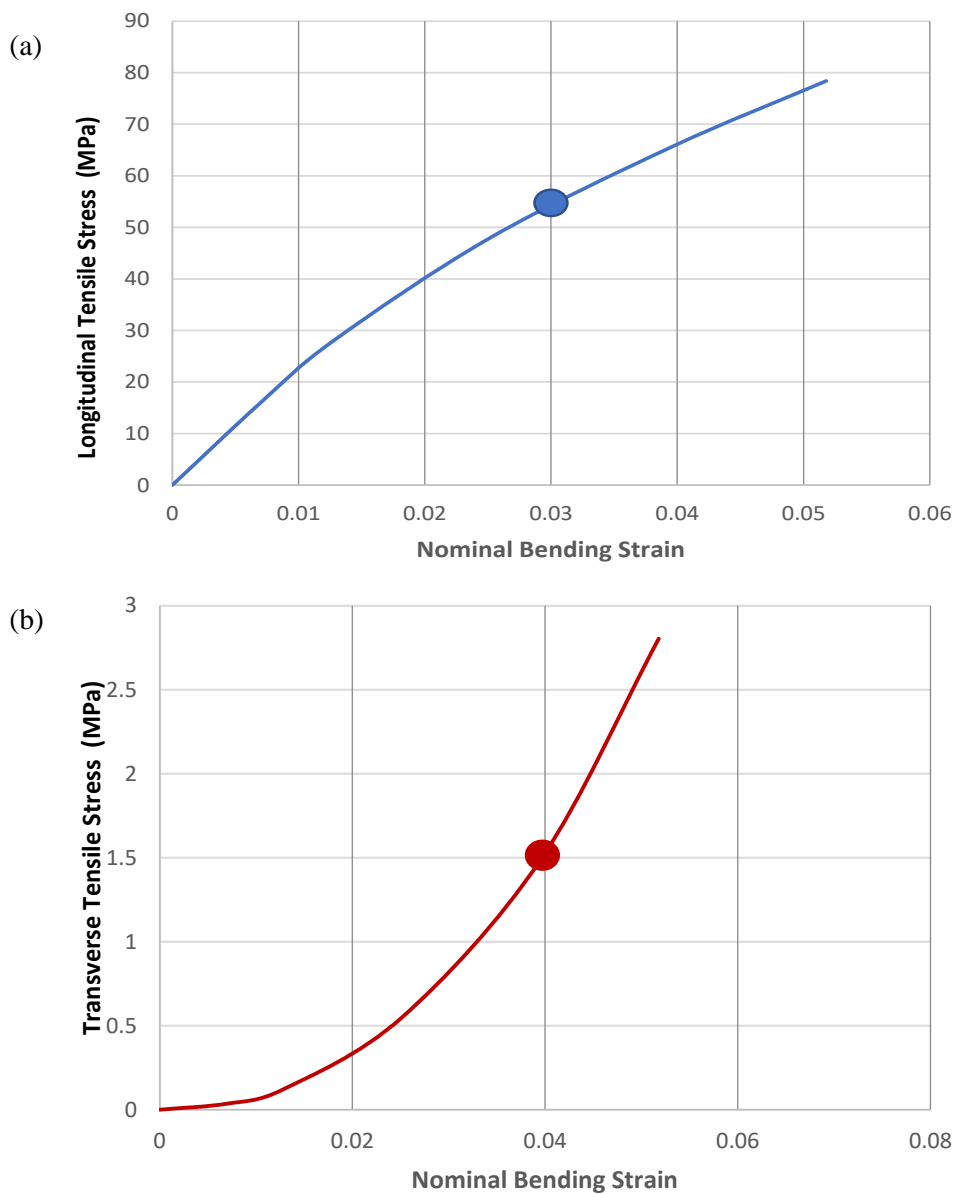 (a)
Longitudinal Tensile Stress (MPa)
90
80
70
60
50
40
30
20
10
0
0 0.01 0.02 0.03 0.04 0.05 0.06
Nominal Bending Strain
(b)
Transverse Tensile Stress (MPa)
3
2.5
2
1.5
1
0.5
0
0 0.02 0.04 0.06 0.08
Nominal Bending Strain